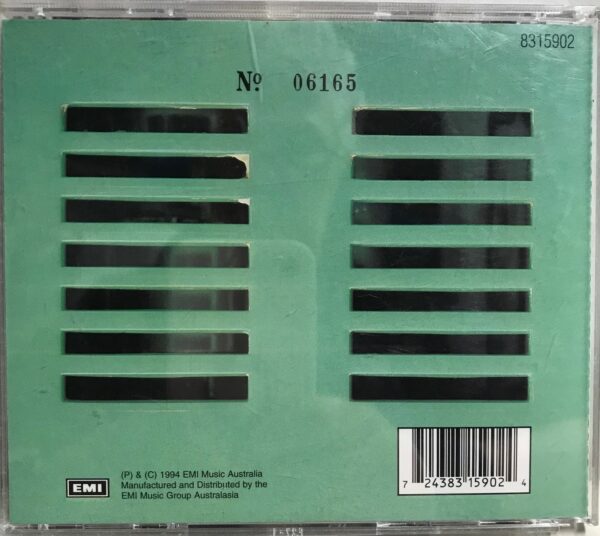 8315902
Nº 06165
EMI
(P) & (C) 1994 EMI Music Australia
Manufactured and Distributed by the
EMI Music Group Australasia
7 24383 15902 4